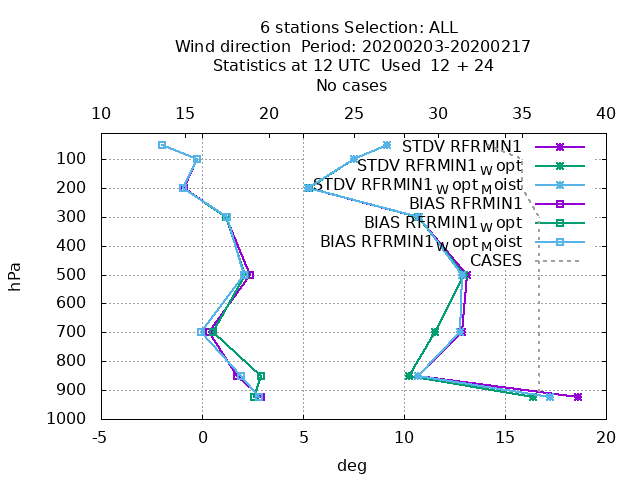 6 stations Selection: ALL
Wind direction  Period: 20200203-20200217
Statistics at 12 UTC  Used  12 + 24
No cases
10 15 20 25 30 35 40
STDV RFRMIN1
STDV RFRMIN1_W opt
STDV RFRMIN1_W opt_M oist
BIAS RFRMIN1
BIAS RFRMIN1_W opt
BIAS RFRMIN1_W opt_M oist
CASES
hPa
100
200
300
400
500
600
700
800
900
1000
-5 0 5 10 15 20
deg